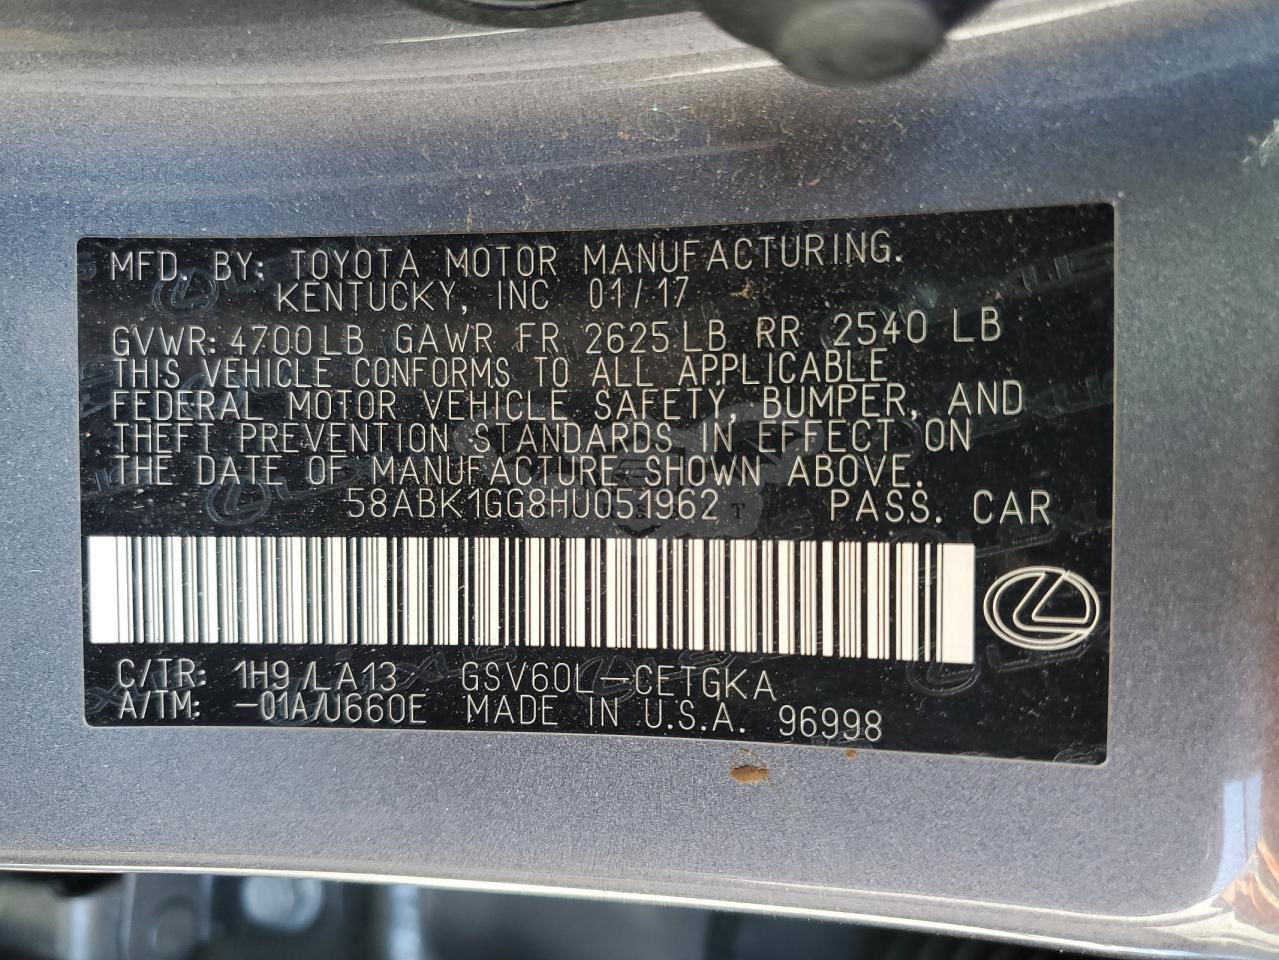 MFD. BY: TOYOTA MOTOR MANUFACTURING.
KENTUCKY, INC 01/17
GVWR: 4700LB GAWR FR 2625LB RR 2540 LB
THIS VEHICLE CONFORMS TO ALL APPLICABLE
FEDERAL MOTOR VEHICLE SAFETY, BUMPER, AND
THEFT PREVENTION STANDARDS IN EFFECT ON
THE DATE OF MANUFACTURE SHOWN ABOVE.
58ABK1GG8HU051962 PASS. CAR
C/TR: 1H9/LA13 GSV60L-CETGKA
A/TM: -01A/U660E MADE IN U.S.A. 96998